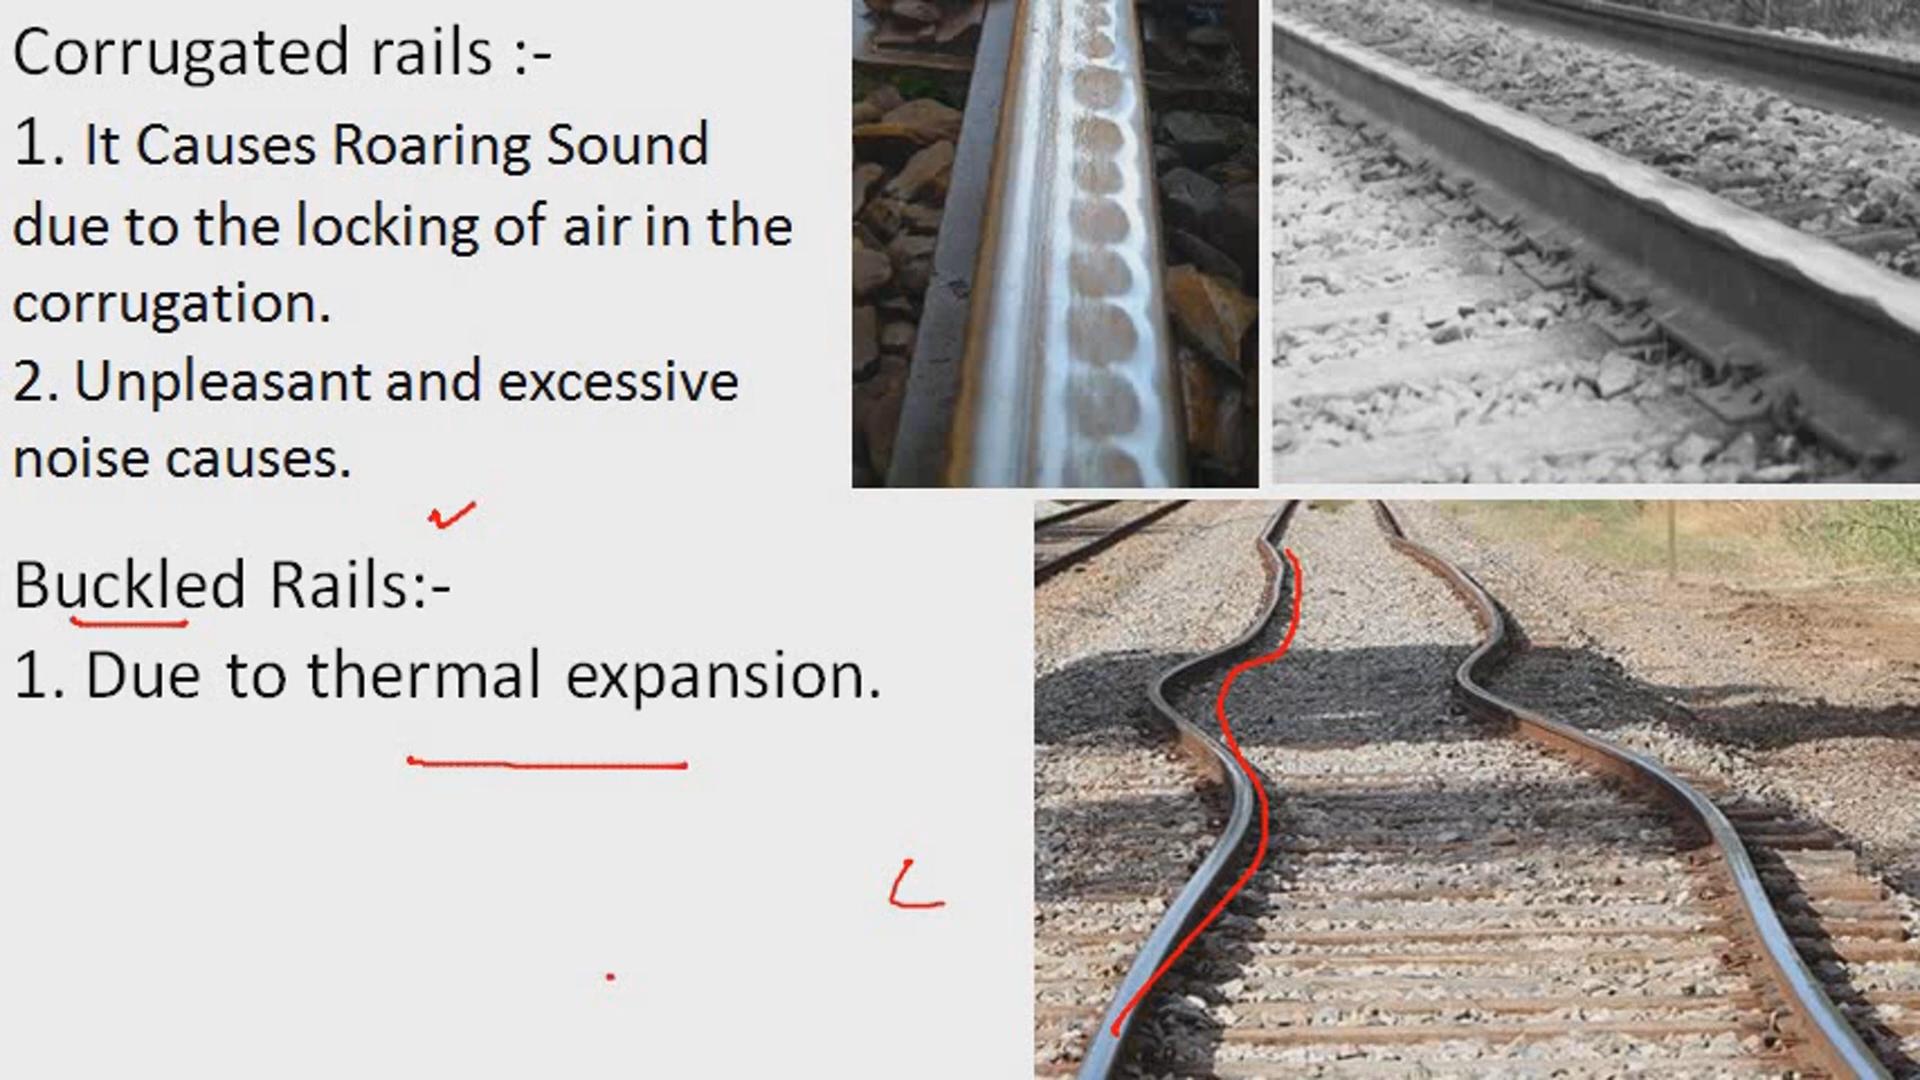 Corrugated rails :-
1. It Causes Roaring Sound
due to the locking of air in the
corrugation.
2. Unpleasant and excessive
noise causes.
Buckled Rails:-
1. Due to thermal expansion.